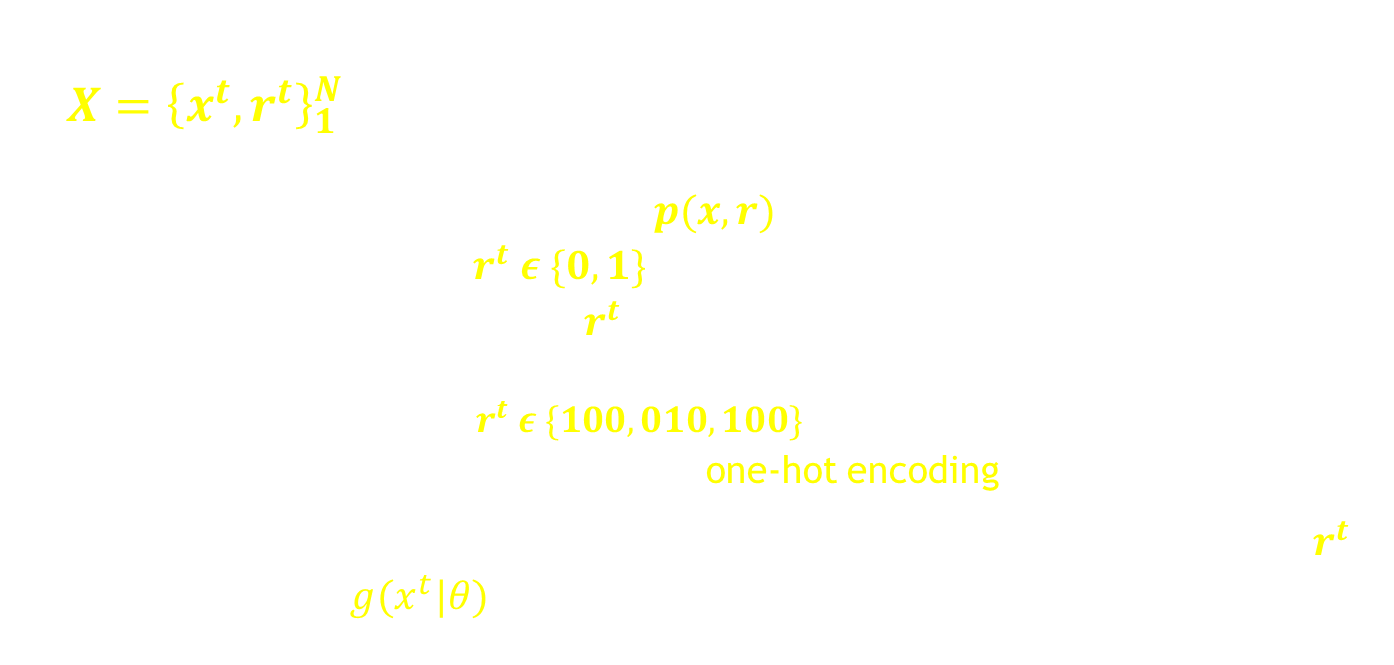 X = {x^t, r^t}_1^N
p(x, r)
r^t ϵ {0, 1}
r^t
r^t ϵ {100, 010, 100}
one-hot encoding
r^t
g(x^t|θ)